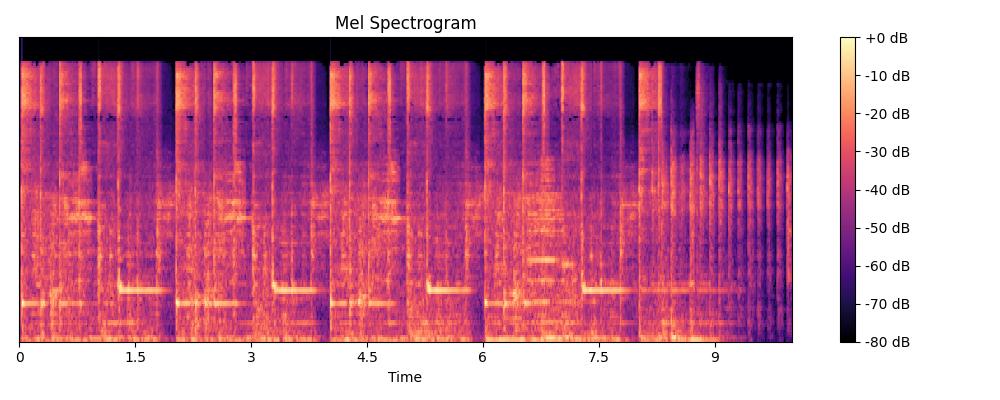 Mel Spectrogram
+0 dB
-10 dB
-20 dB
-30 dB
-40 dB
-50 dB
-60 dB
-70 dB
-80 dB
0
1.5
3
4.5
6
7.5
9
Time